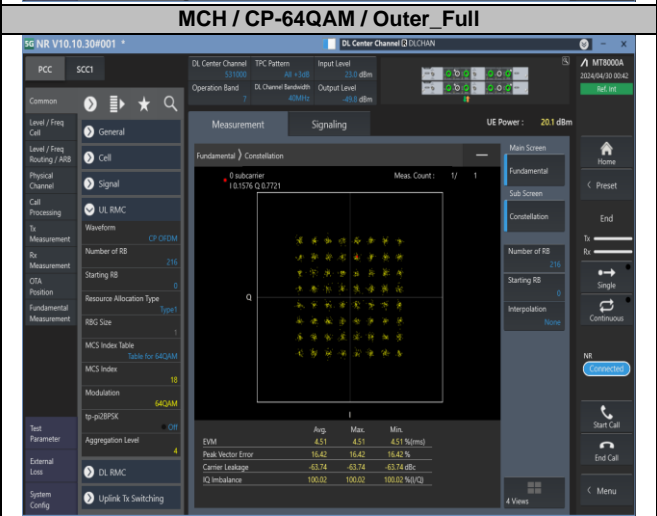 MCH / CP-64QAM / Outer_Full
5G NR V10.10.30#001 *
DL Center Channel DLCHAN
PCC
SCC1
DL Center Channel TPC Pattern Input Level
531000 All +3dB 23.0 dBm
Operation Band DL Channel Bandwidth Output Level
7 40MHz -49.8 dBm
MT8000A
2024/04/30 00:42
Ref. Int
Common
Level / Freq
Cell
Level / Freq
Routing / ARB
Physical
Channel
Call
Processing
Tx
Measurement
Rx
Measurement
OTA
Position
Fundamental
Measurement
Test
Parameter
External
Loss
System
Config
General
Cell
Signal
UL RMC
Waveform
CP OFDM
Number of RB
216
Starting RB
0
Resource Allocation Type
Type1
RBG Size
1
MCS Index Table
Table for 64QAM
MCS Index
18
Modulation
64QAM
tp-pi2BPSK
Off
Aggregation Level
4
DL RMC
Uplink Tx Switching
Measurement
Signaling
UE Power : 20.1 dBm
Fundamental Constellation
0 subcarrier Meas. Count : 1/ 1
I 0.1576 Q 0.7721
Q
I
Avg. Max. Min.
EVM 4.51 4.51 4.51 %(rms)
Peak Vector Error 16.42 16.42 16.42 %
Carrier Leakage -63.74 -63.74 -63.74 dBc
IQ Imbalance 100.02 100.02 100.02 %(I/Q)
Main Screen
Fundamental
Sub Screen
Constellation
Number of RB
216
Starting RB
0
Interpolation
None
4 Views
Home
Preset
End
Tx
Rx
Single
Continuous
NR
Connected
Start Call
End Call
Menu